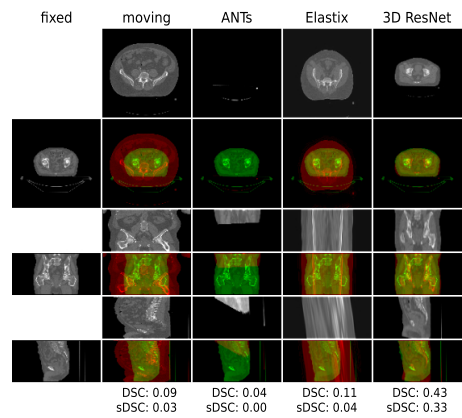 fixed moving ANTs Elastix 3D ResNet
DSC: 0.09 DSC: 0.04 DSC: 0.11 DSC: 0.43
sDSC: 0.03 sDSC: 0.00 sDSC: 0.04 sDSC: 0.33